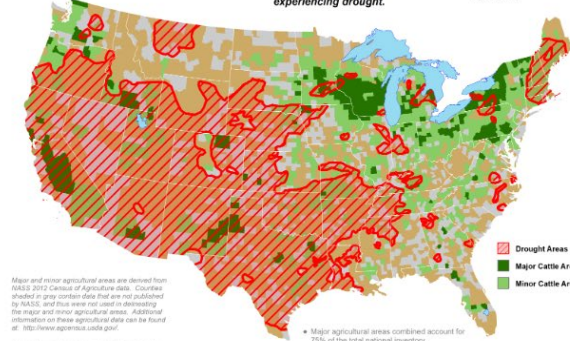 experiencing drought.
Drought Areas
Major Cattle Ar
Minor Cattle Ar
Major and minor agricultural areas are derived from
NASS 2012 Census of Agriculture data. Counties
shaded in gray contain data that are not published
by NASS, and thus were not used in delineating
the major and minor agricultural areas. Additional
information on these agricultural data can be found
at http://www.agcensus.usda.gov/.
• Major agricultural areas combined account for
75% of the total national inventory.